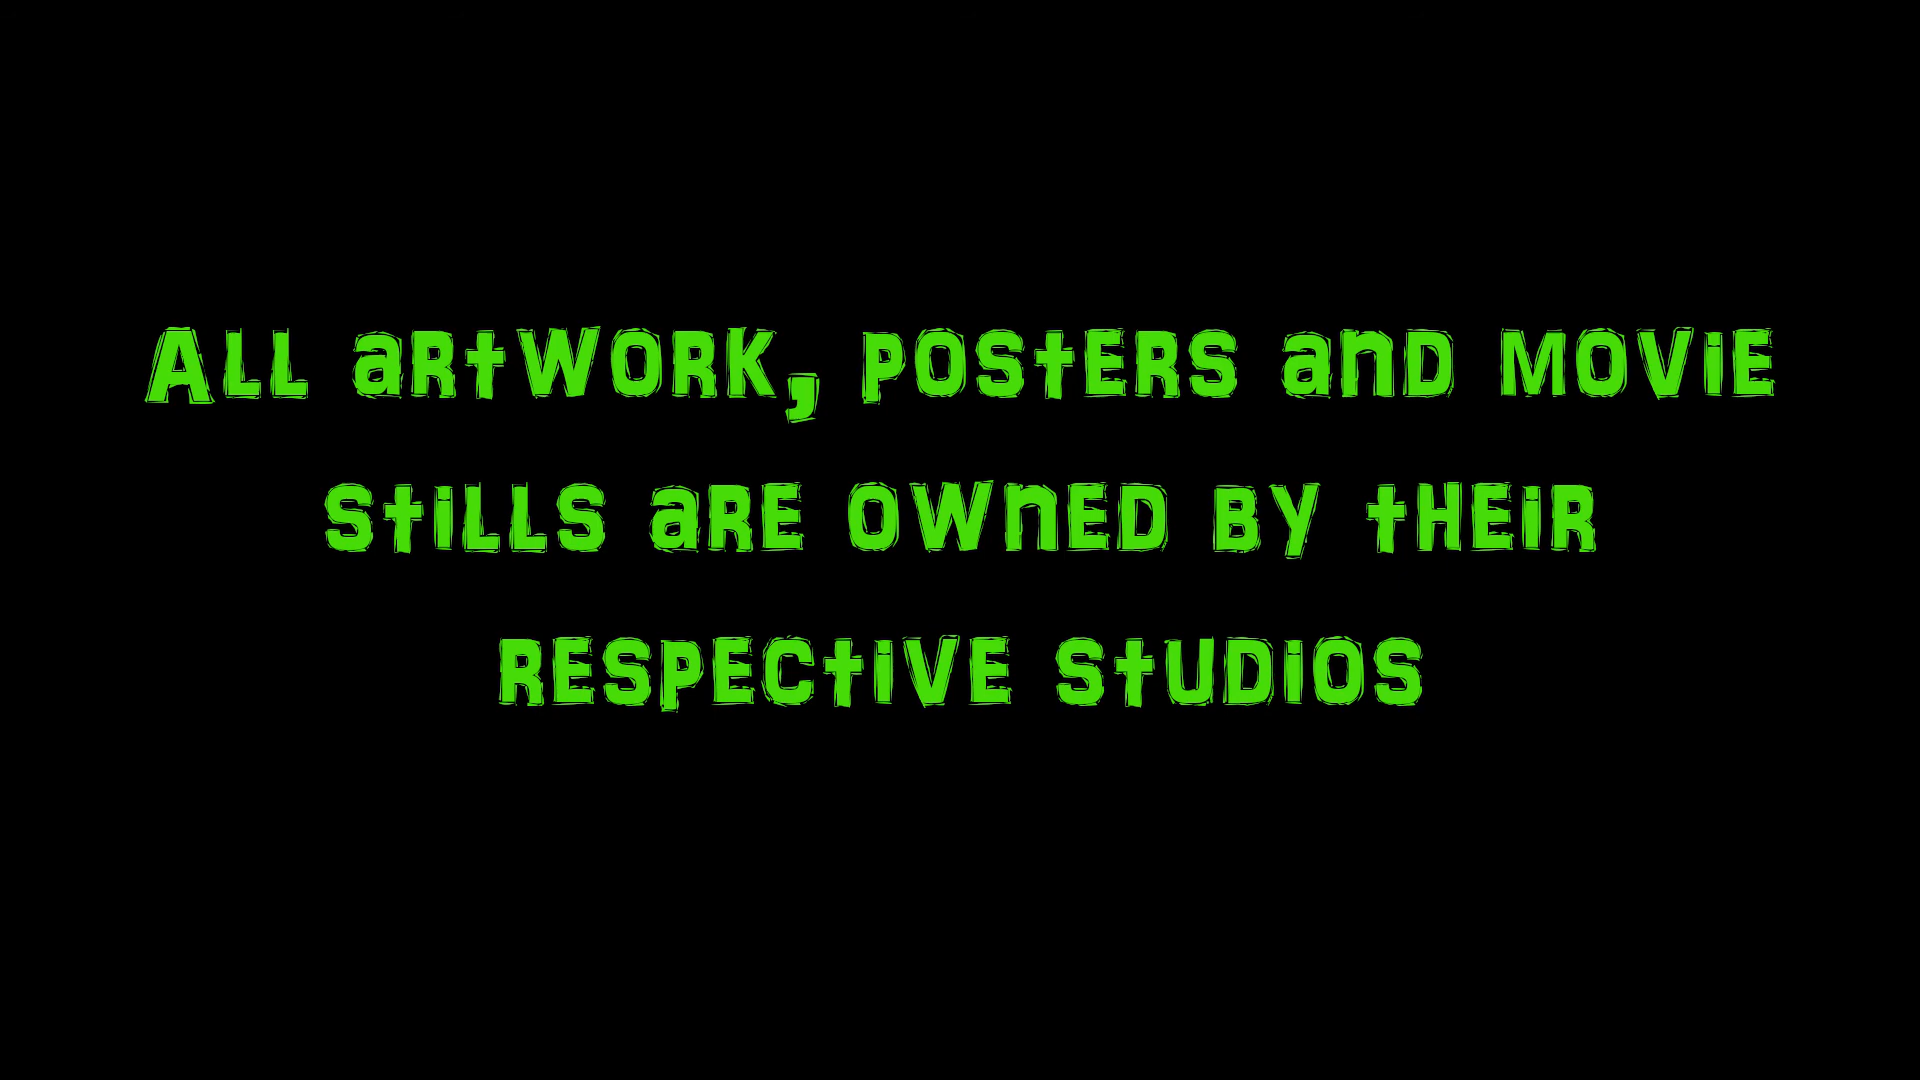 All artwork, posters and movie
stills are owned by their
respective studios